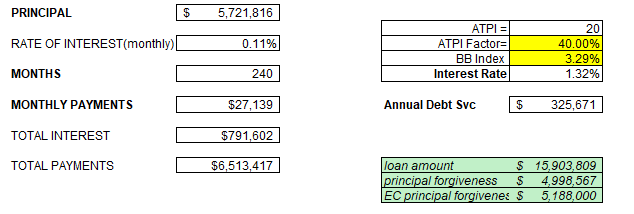 PRINCIPAL $ 5,721,816
ATPI = 20
RATE OF INTEREST(monthly) 0.11% ATPI Factor= 40.00%
BB Index 3.29%
MONTHS 240 Interest Rate 1.32%
MONTHLY PAYMENTS $27,139 Annual Debt Svc $ 325,671
TOTAL INTEREST $791,602
TOTAL PAYMENTS $6,513,417 loan amount $ 15,903,809
principal forgiveness $ 4,998,567
EC principal forgivenes $ 5,188,000